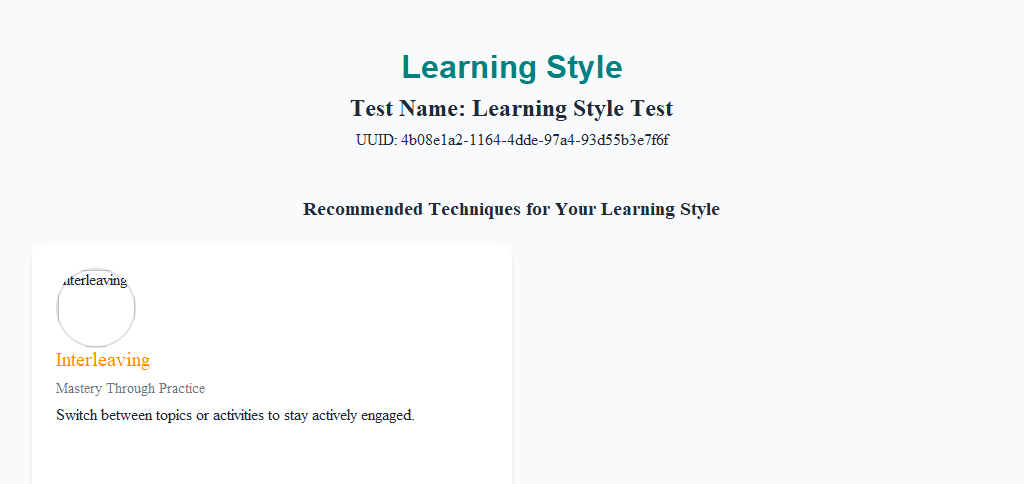 Learning Style
Test Name: Learning Style Test
UUID: 4b08e1a2-1164-4dde-97a4-93d55b3e7f6f
Recommended Techniques for Your Learning Style
Interleaving
Interleaving
Mastery Through Practice
Switch between topics or activities to stay actively engaged.